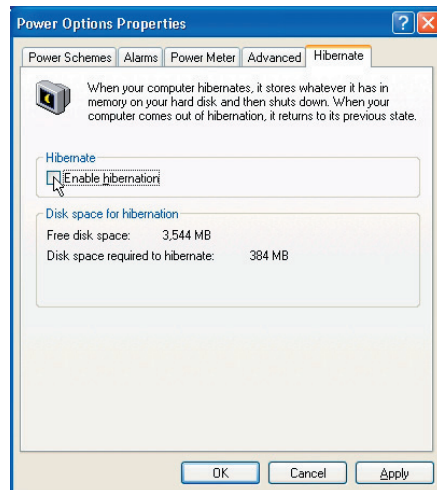 Power Options Properties
Power Schemes Alarms Power Meter Advanced Hibernate
When your computer hibernates, it stores whatever it has in
memory on your hard disk and then shuts down. When your
computer comes out of hibernation, it returns to its previous state.
Hibernate
Enable hibernation
Disk space for hibernation
Free disk space: 3,544 MB
Disk space required to hibernate: 384 MB
OK Cancel Apply